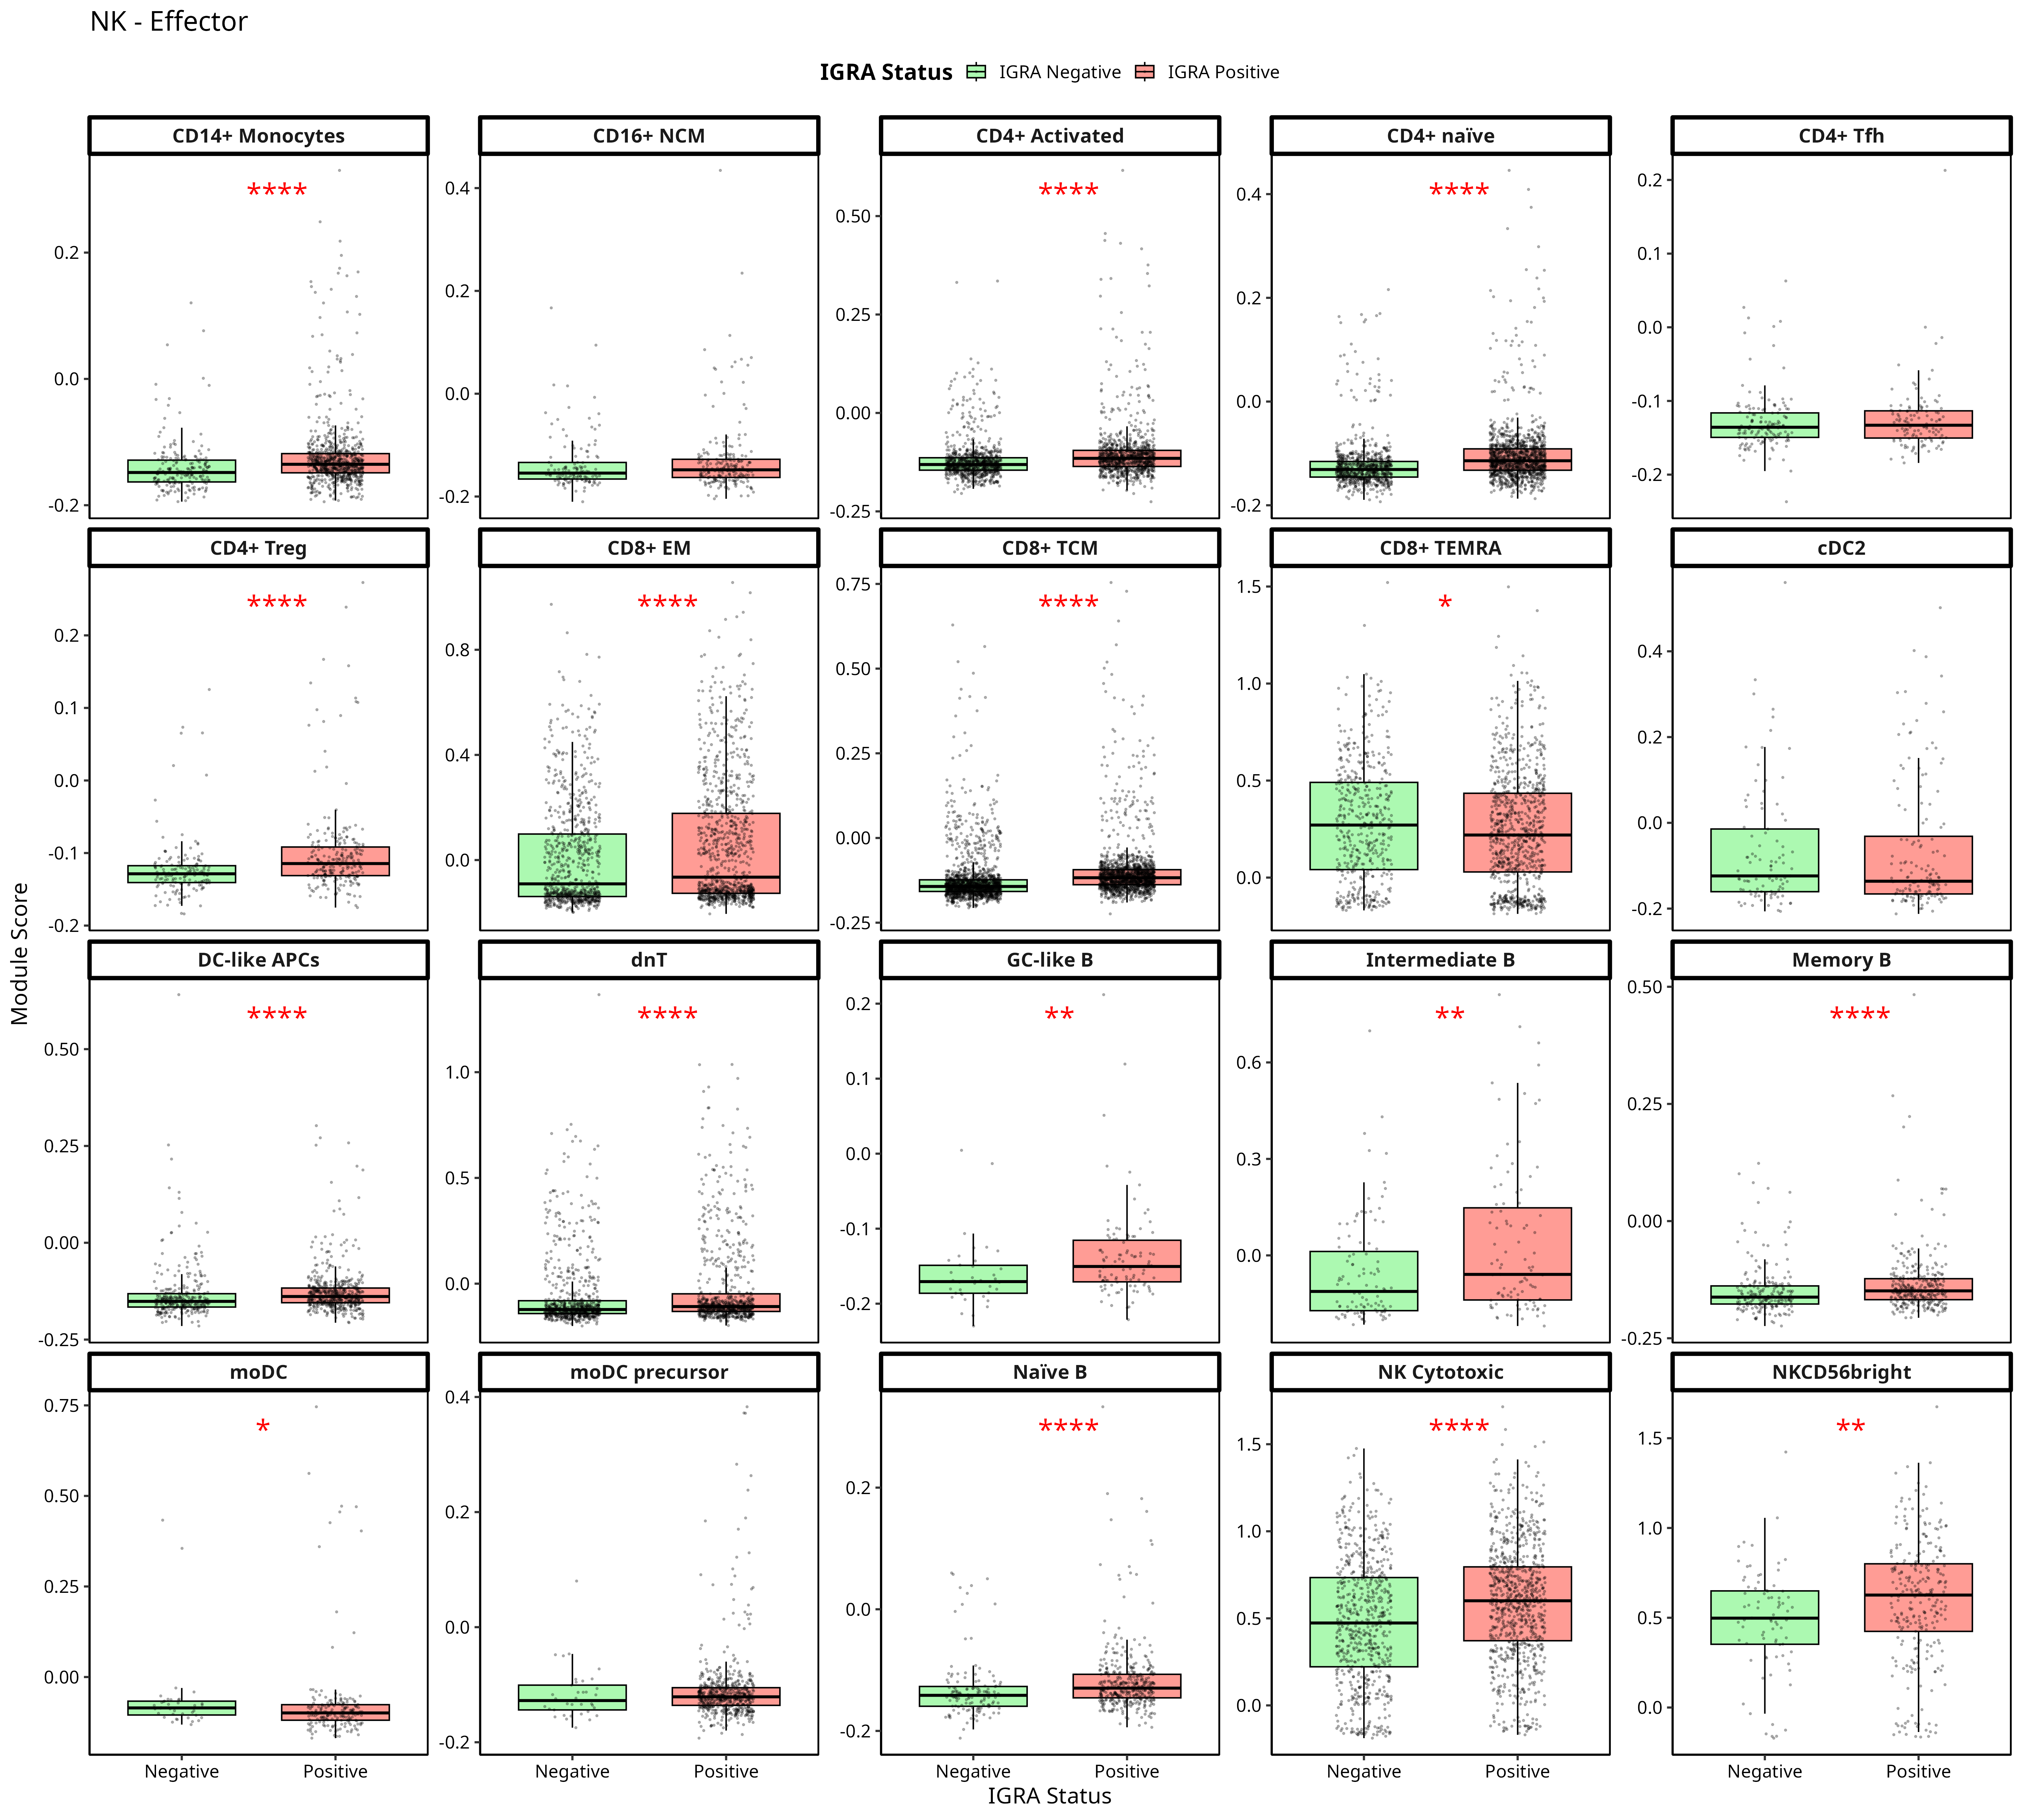 NK - Effector
IGRA Status IGRA Negative IGRA Positive
CD14+ Monocytes CD16+ NCM CD4+ Activated CD4+ naïve CD4+ Tfh
**** **** ****
0.2 0.0 -0.2
0.4 0.2 0.0 -0.2
0.50 0.25 0.00 -0.25
0.4 0.2 0.0 -0.2
0.2 0.1 0.0 -0.1 -0.2
CD4+ Treg CD8+ EM CD8+ TCM CD8+ TEMRA cDC2
**** **** **** *
0.2 0.1 0.0 -0.1 -0.2
0.8 0.4 0.0
0.75 0.50 0.25 0.00 -0.25
1.5 1.0 0.5 0.0
0.4 0.2 0.0 -0.2
Module Score
DC-like APCs dnT GC-like B Intermediate B Memory B
**** **** ** ** ****
0.50 0.25 0.00 -0.25
1.0 0.5 0.0
0.2 0.1 0.0 -0.1 -0.2
0.6 0.3 0.0
0.50 0.25 0.00 -0.25
moDC moDC precursor Naïve B NK Cytotoxic NKCD56bright
* **** **** **
0.75 0.50 0.25 0.00
0.4 0.2 0.0 -0.2
0.2 0.0 -0.2
1.5 1.0 0.5 0.0
1.5 1.0 0.5 0.0
Negative Positive Negative Positive Negative Positive Negative Positive Negative Positive
IGRA Status